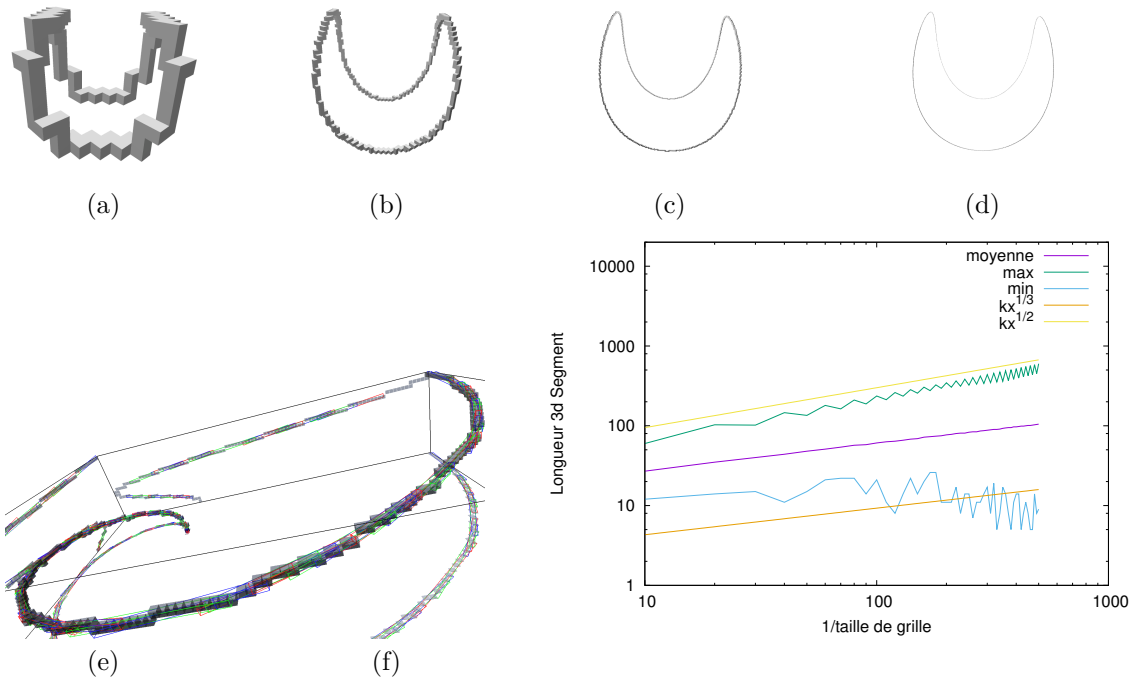 (a)
(b)
(c)
(d)
moyenne
max
min
kx^1/3
kx^1/2
10000
1000
100
10
1
Longueur 3d Segment
10
100
1000
1/taille de grille
(e)
(f)